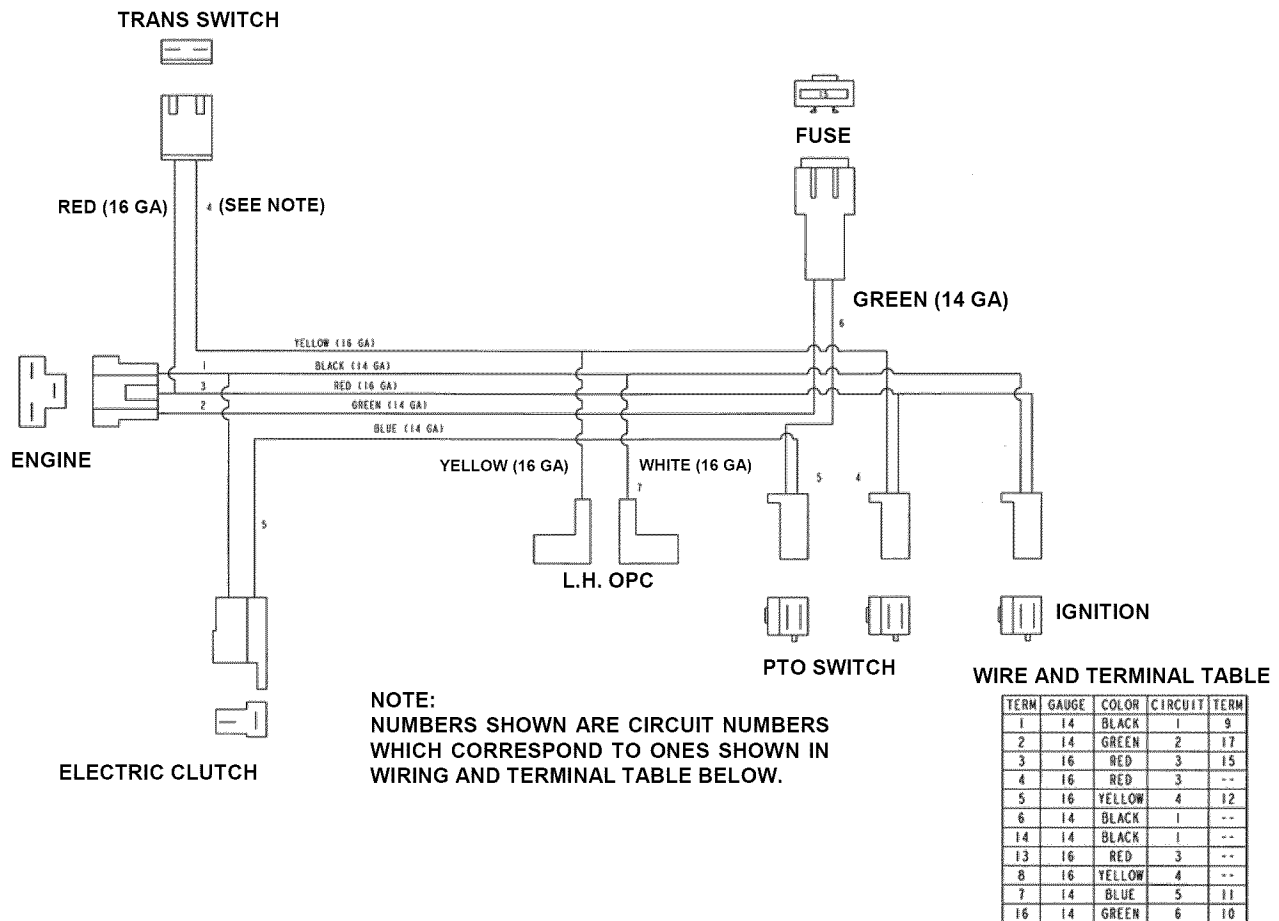 TRANS SWITCH
15
FUSE
RED (16 GA)
4 (SEE NOTE)
GREEN (14 GA)
6
YELLOW (16 GA)
1 BLACK (14 GA)
3 RED (16 GA)
2 GREEN (14 GA)
BLUE (14 GA)
ENGINE
YELLOW (16 GA)
WHITE (16 GA)
7
5
4
5
L.H. OPC
IGNITION
PTO SWITCH
ELECTRIC CLUTCH
NOTE:
NUMBERS SHOWN ARE CIRCUIT NUMBERS
WHICH CORRESPOND TO ONES SHOWN IN
WIRING AND TERMINAL TABLE BELOW.
WIRE AND TERMINAL TABLE
TERM GAUGE COLOR CIRCUIT TERM
1 14 BLACK 1 9
2 14 GREEN 2 17
3 16 RED 3 15
4 16 RED 3 --
5 16 YELLOW 4 12
6 14 BLACK 1 --
14 14 BLACK 1 --
13 16 RED 3 --
8 16 YELLOW 4 --
7 14 BLUE 5 11
16 14 GREEN 6 10